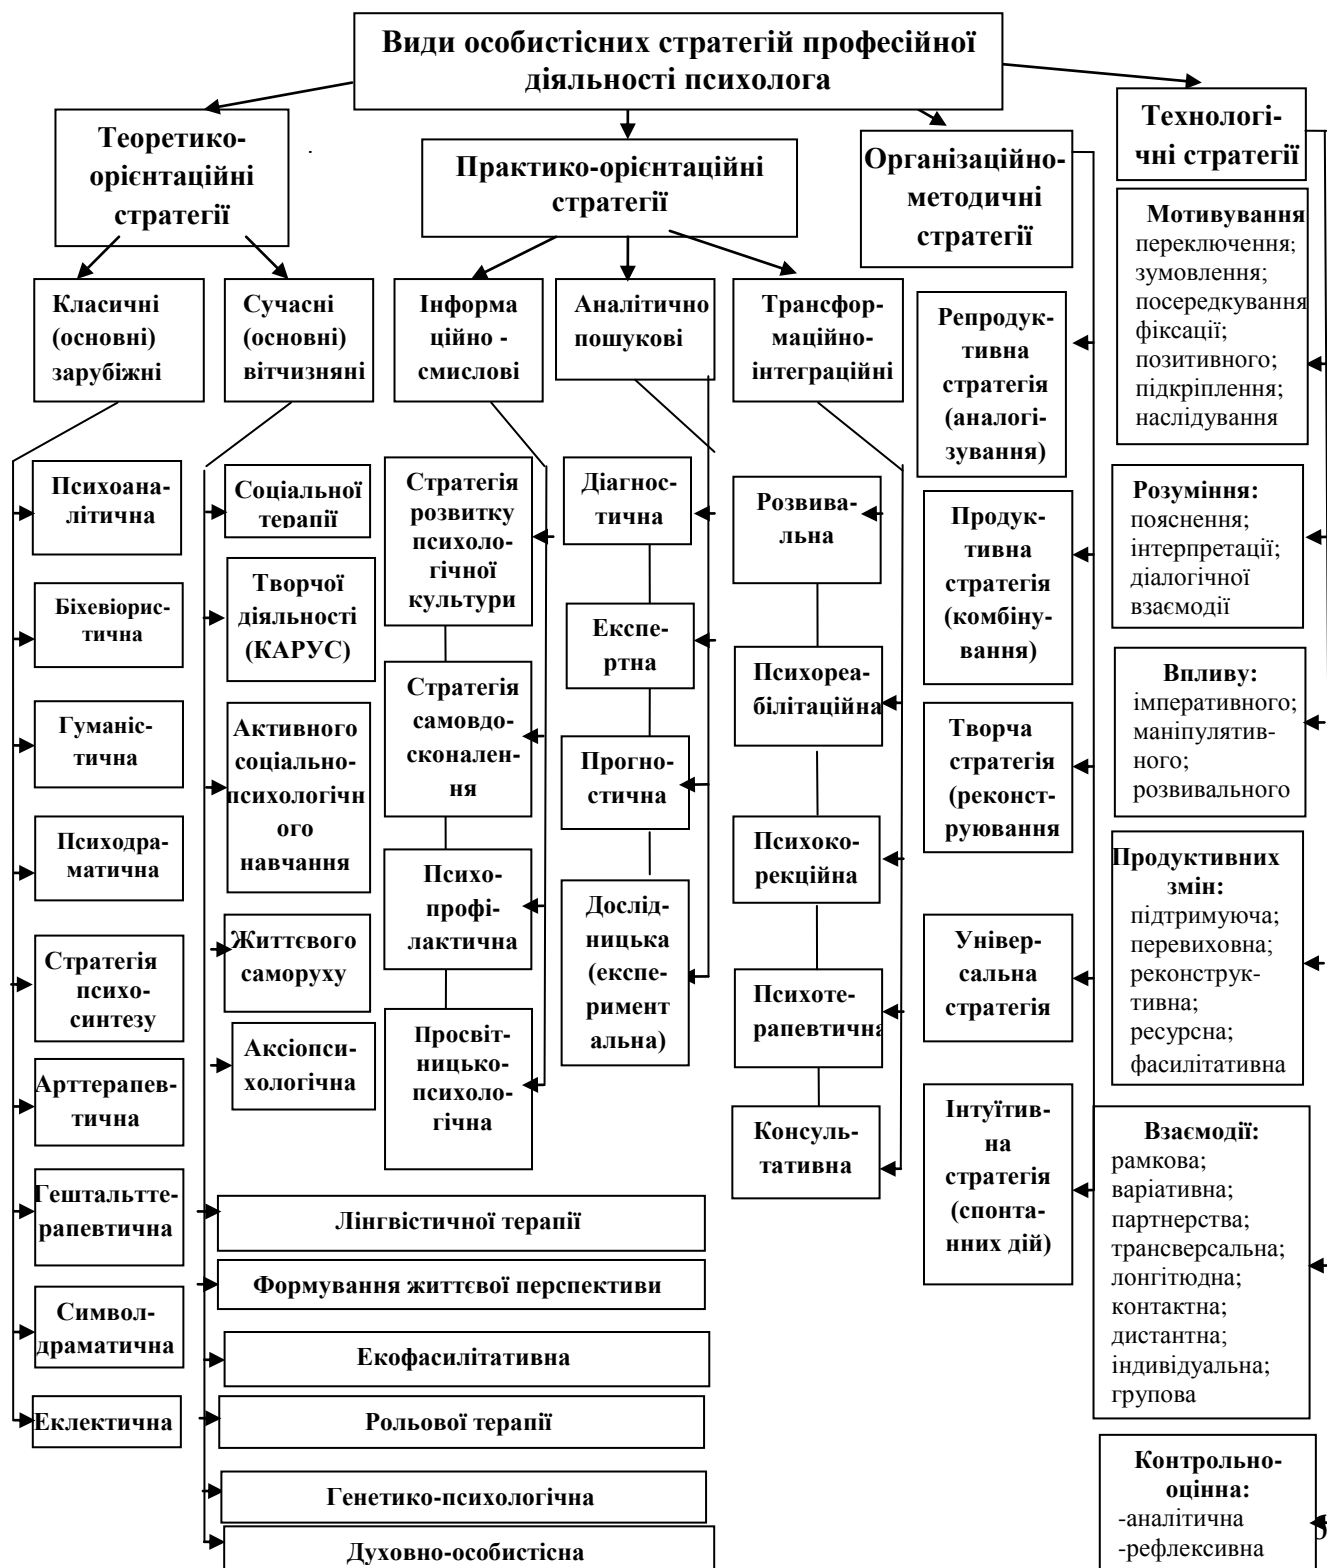 Види особистісних стратегій професійної
діяльності психолога
Теоретико-
орієнтаційні
стратегії
Практико-орієнтаційні
стратегії
Організаційно-
методичні
стратегії
Технологі-
чні стратегії
Класичні
(основні)
зарубіжні
Сучасні
(основні)
вітчизняні
Інформа
ційно -
смислові
Аналітично
пошукові
Трансфор-
маційно-
інтеграційні
Психоана-
літична
Біхевіорис-
тична
Гуманіс-
тична
Психодра-
матична
Стратегія
психо-
синтезу
Арттерапев-
тична
Гештальтте-
рапевтична
Символ-
драматична
Еклектична
Соціальної
терапії
Творчої
діяльності
(КАРУС)
Активного
соціально-
психологічн
ого
навчання
Життєвого
саморуху
Аксіопси-
хологічна
Лінгвістичної терапії
Формування життєвої перспективи
Екофасилітативна
Рольової терапії
Генетико-психологічна
Духовно-особистісна
Стратегія
розвитку
психоло-
гічної
культури
Стратегія
самовдо-
сконален-
ня
Психо-
профі-
лактична
Просвіт-
ницько-
психоло-
гічна
Діагнос-
тична
Експе-
ртна
Прогно-
стична
Дослід-
ницька
(експе-
римент
альна)
Розвива-
льна
Психореа-
білітаційна
Психоко-
рекційна
Психоте-
рапевтична
Консуль-
тативна
Репродук-
тивна
стратегія
(аналогі-
зування)
Продук-
тивна
стратегія
(комбіну-
вання)
Творча
стратегія
(реконст-
руювання
Універ-
сальна
стратегія
Інтуїтив-
на
стратегія
(спонта-
нних дій)
Мотивування
переключення;
зумовлення;
посередкування
фіксації;
позитивного;
підкріплення;
наслідування
Розуміння:
пояснення;
інтерпретації;
діалогічної
взаємодії
Впливу:
імперативного;
маніпулятив-
ного;
розвивального
Продуктивних
змін:
підтримуюча;
перевиховна;
реконструк-
тивна;
ресурсна;
фасилітативна
Взаємодії:
рамкова;
варіативна;
партнерства;
трансверсальна;
лонгітюдна;
контактна;
дистантна;
індивідуальна;
групова
Контрольно-
оцінна:
-аналітична
-рефлексивна